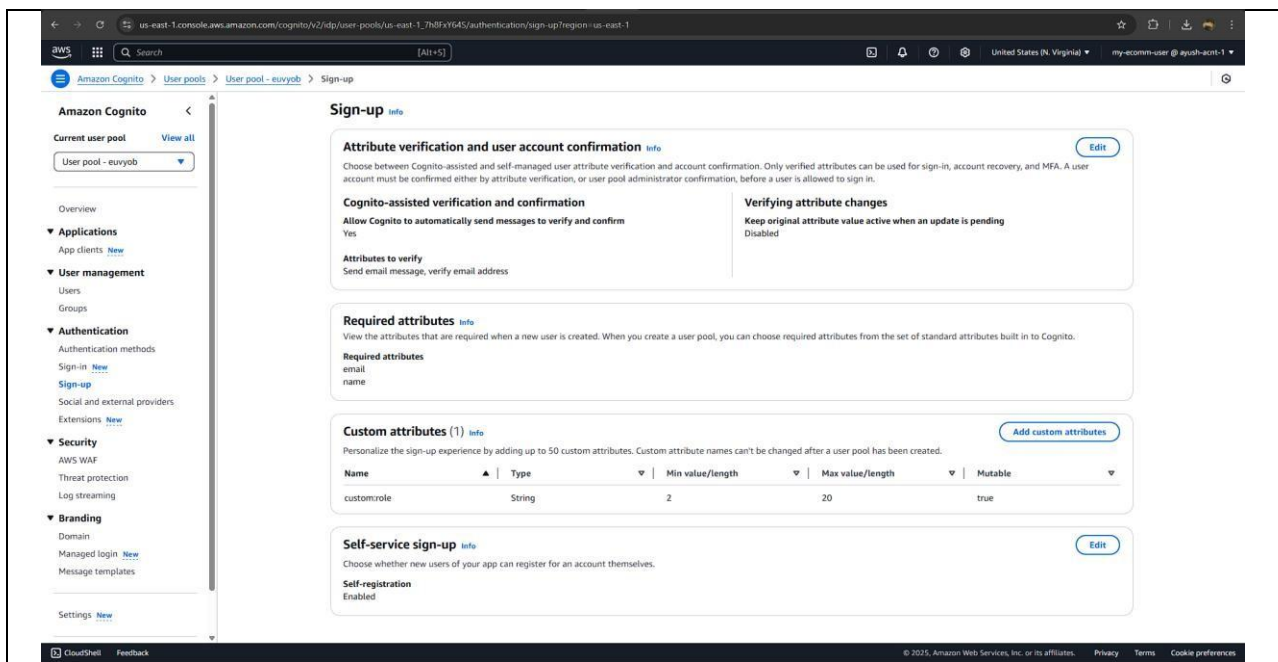 us-east-1.console.aws.amazon.com/cognito/v2/idp/user-pools/us-east-1_7h8FxY64S/authentication/sign-up?region=us-east-1
aws Search [Alt+S] United States (N. Virginia) my-ecomm-user @ ayush-acnt-1
Amazon Cognito > User pools > User pool - euvyob > Sign-up
Amazon Cognito
Current user pool View all
User pool - euvyob
Overview
Applications
App clients New
User management
Users
Groups
Authentication
Authentication methods
Sign-in New
Sign-up
Social and external providers
Extensions New
Security
AWS WAF
Threat protection
Log streaming
Branding
Domain
Managed login New
Message templates
Settings New
Sign-up Info
Attribute verification and user account confirmation Info Edit
Choose between Cognito-assisted and self-managed user attribute verification and account confirmation. Only verified attributes can be used for sign-in, account recovery, and MFA. A user
account must be confirmed either by attribute verification, or user pool administrator confirmation, before a user is allowed to sign in.
Cognito-assisted verification and confirmation
Allow Cognito to automatically send messages to verify and confirm
Yes
Attributes to verify
Send email message, verify email address
Verifying attribute changes
Keep original attribute value active when an update is pending
Disabled
Required attributes Info
View the attributes that are required when a new user is created. When you create a user pool, you can choose required attributes from the set of standard attributes built in to Cognito.
Required attributes
email
name
Custom attributes (1) Info Add custom attributes
Personalize the sign-up experience by adding up to 50 custom attributes. Custom attribute names can't be changed after a user pool has been created.
Name Type Min value/length Max value/length Mutable
custom:role String 2 20 true
Self-service sign-up Info Edit
Choose whether new users of your app can register for an account themselves.
Self-registration
Enabled
CloudShell Feedback © 2025, Amazon Web Services, Inc. or its affiliates. Privacy Terms Cookie preferences